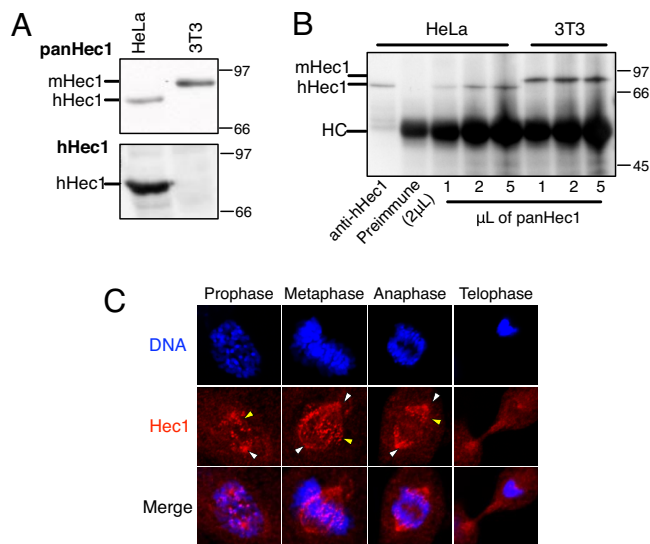 A
HeLa
3T3
panHec1
mHec1
hHec1
97
66
hHec1
hHec1
97
66
B
HeLa
3T3
mHec1
hHec1
HC
97
66
45
anti-hHec1
Preimmune
(2µL)
1 2 5 1 2 5
µL of panHec1
C
Prophase Metaphase Anaphase Telophase
DNA
Hec1
Merge